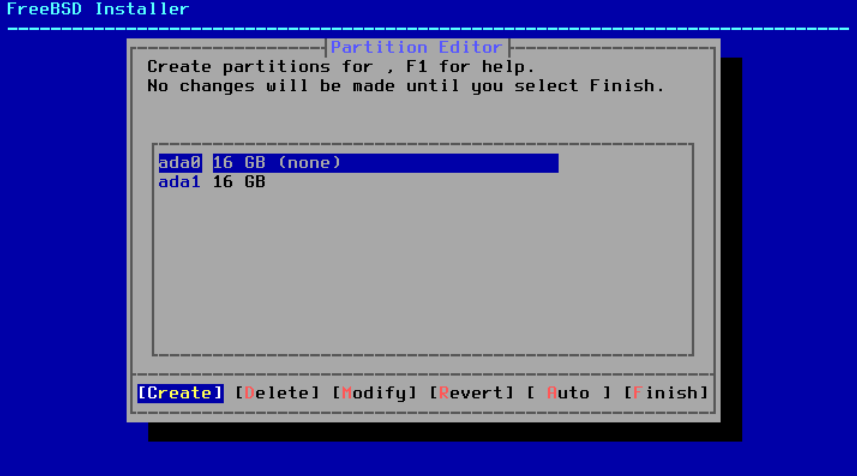 FreeBSD Installer
Partition Editor
Create partitions for , F1 for help.
No changes will be made until you select Finish.
ada0 16 GB (none)
ada1 16 GB
[Create] [Delete] [Modify] [Revert] [ Auto ] [Finish]